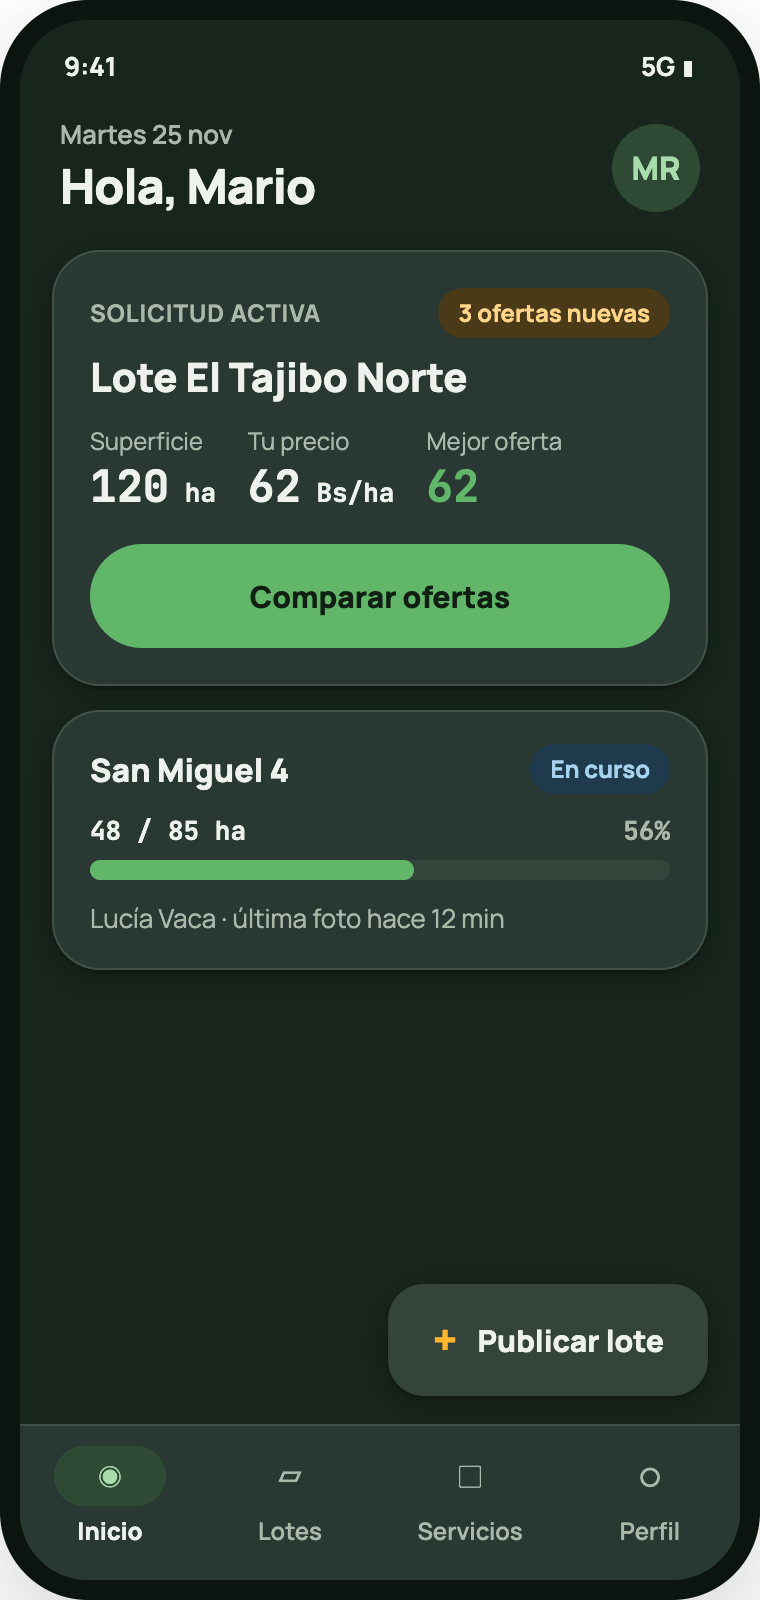 9:41 5G
Martes 25 nov
Hola, Mario
MR
SOLICITUD ACTIVA 3 ofertas nuevas
Lote El Tajibo Norte
Superficie Tu precio Mejor oferta
120 ha 62 Bs/ha 62
Comparar ofertas
San Miguel 4 En curso
48 / 85 ha 56%
Lucía Vaca · última foto hace 12 min
+ Publicar lote
Inicio Lotes Servicios Perfil